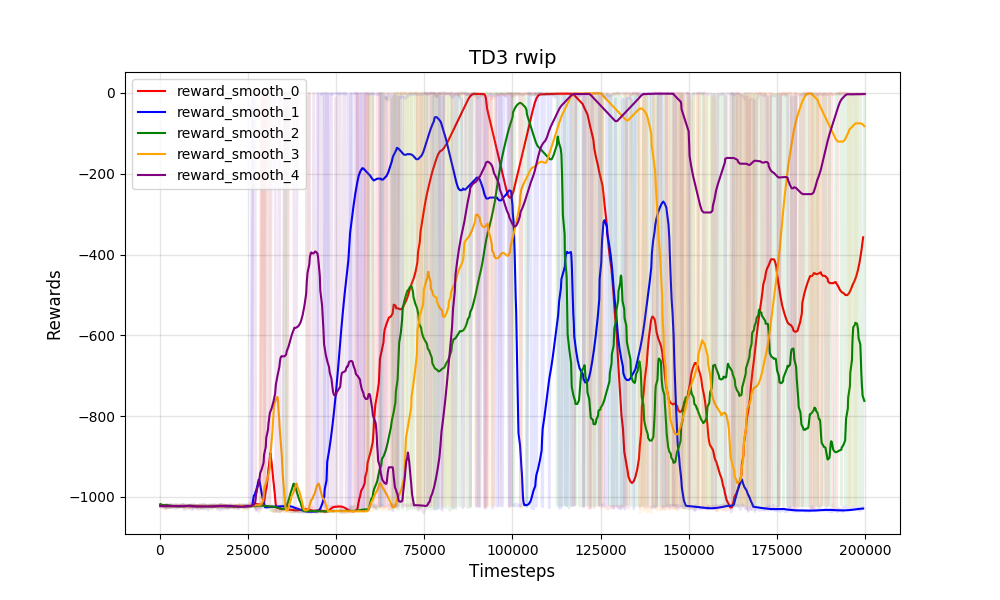 TD3 rwip
reward_smooth_0
reward_smooth_1
reward_smooth_2
reward_smooth_3
reward_smooth_4
0
−200
−400
−600
−800
−1000
Rewards
0 25000 50000 75000 100000 125000 150000 175000 200000
Timesteps